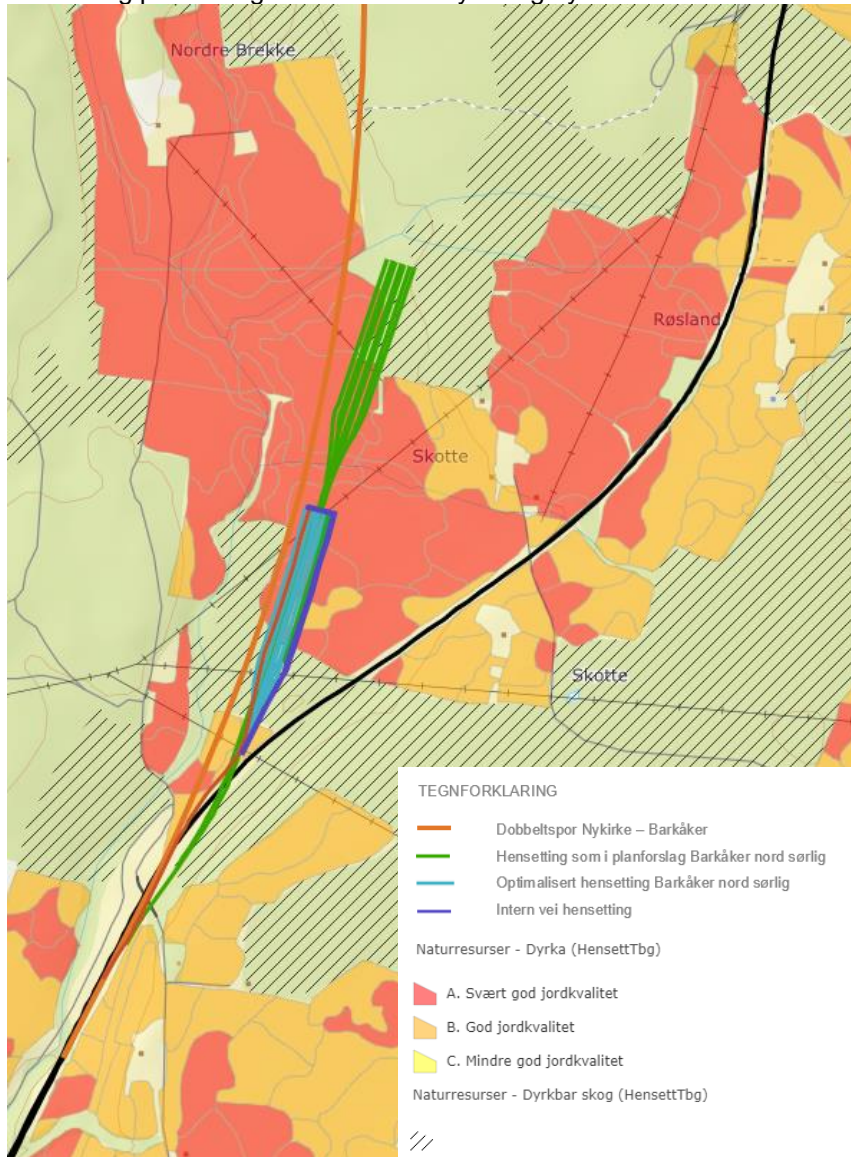 Nordre Brekke
Røsland
Skotte
Skotte
TEGNFORKLARING
Dobbeltspor Nykirke – Barkåker
Hensetting som i planforslag Barkåker nord sørlig
Optimalisert hensetting Barkåker nord sørlig
Intern vei hensetting
Naturresurser - Dyrka (HensettTbg)
A. Svært god jordkvalitet
B. God jordkvalitet
C. Mindre god jordkvalitet
Naturresurser - Dyrkbar skog (HensettTbg)